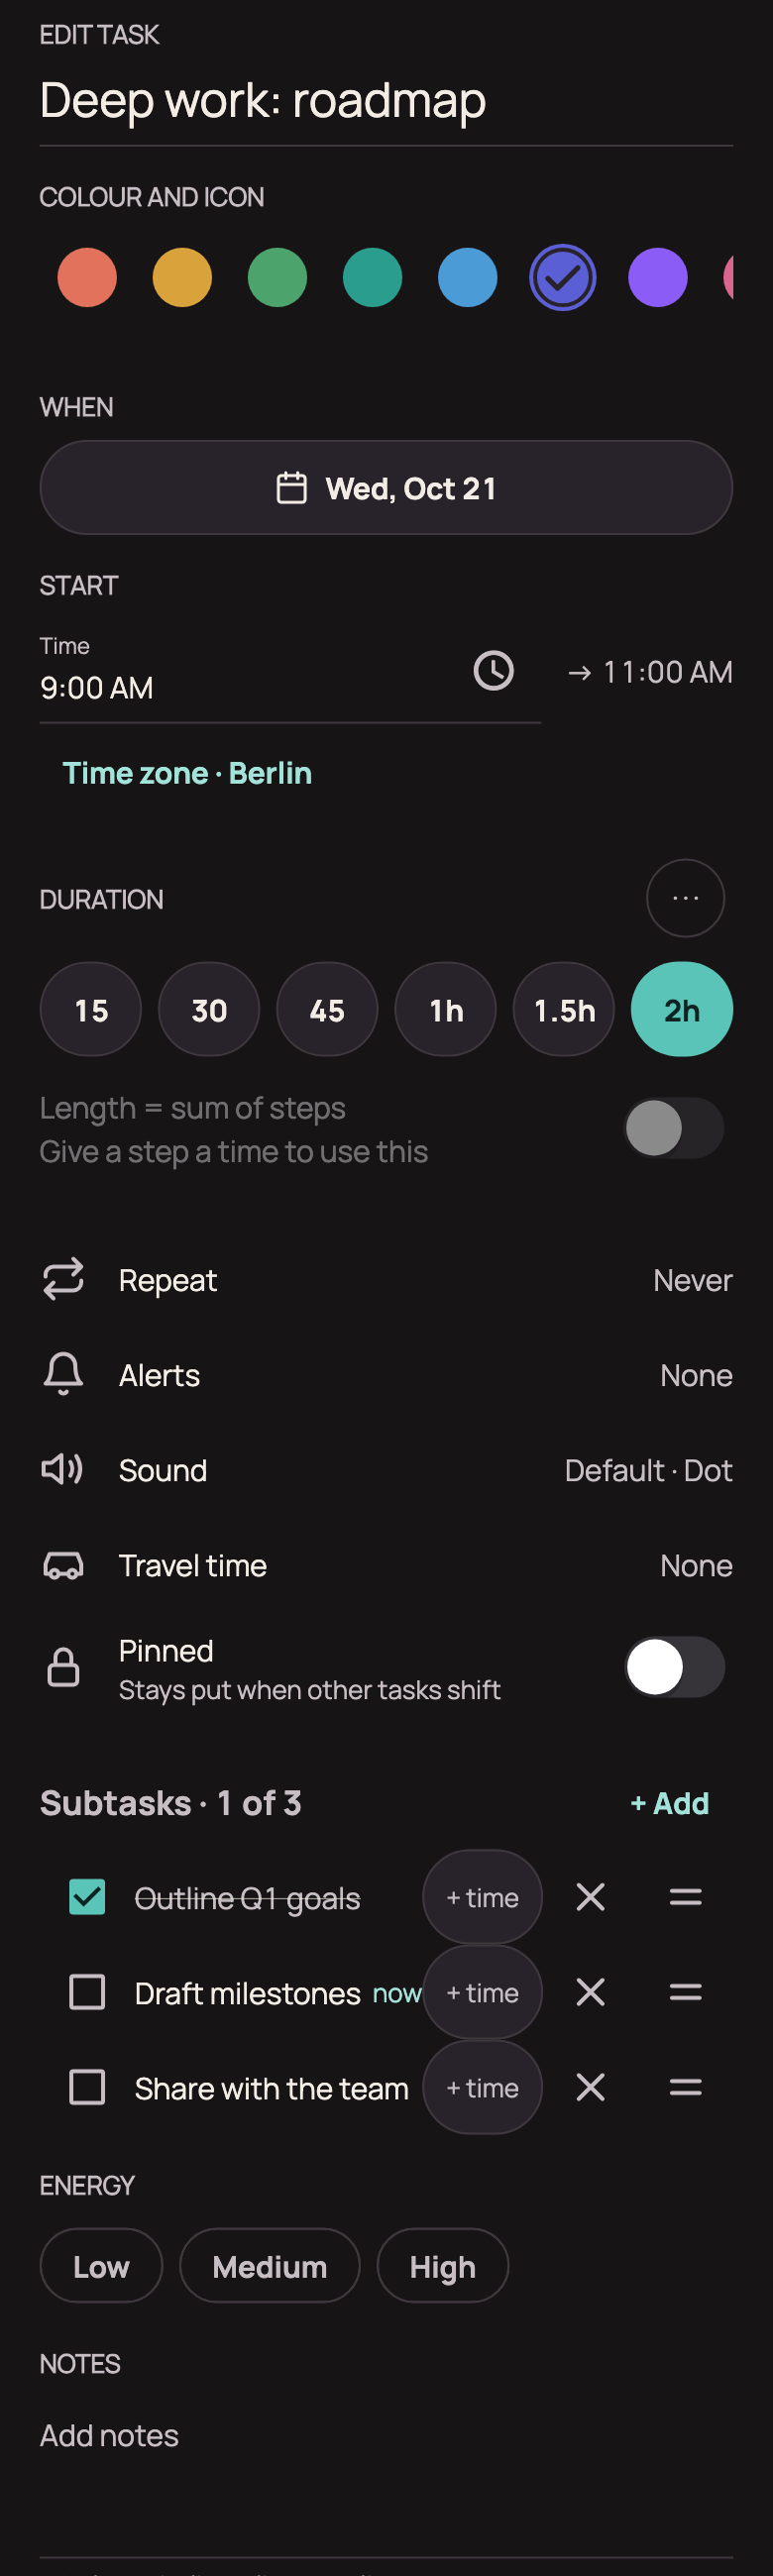 EDIT TASK
Deep work: roadmap
COLOUR AND ICON
WHEN
Wed, Oct 21
START
Time
9:00 AM
→ 11:00 AM
Time zone · Berlin
DURATION
...
15 30 45 1h 1.5h 2h
Length = sum of steps
Give a step a time to use this
Repeat Never
Alerts None
Sound Default · Dot
Travel time None
Pinned
Stays put when other tasks shift
Subtasks · 1 of 3 + Add
Outline Q1 goals + time
Draft milestones now + time
Share with the team + time
ENERGY
Low Medium High
NOTES
Add notes